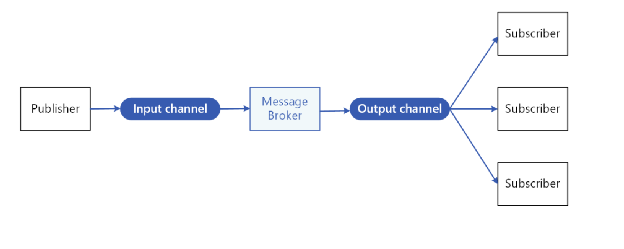 Publisher
Input channel
Message
Broker
Output channel
Subscriber
Subscriber
Subscriber